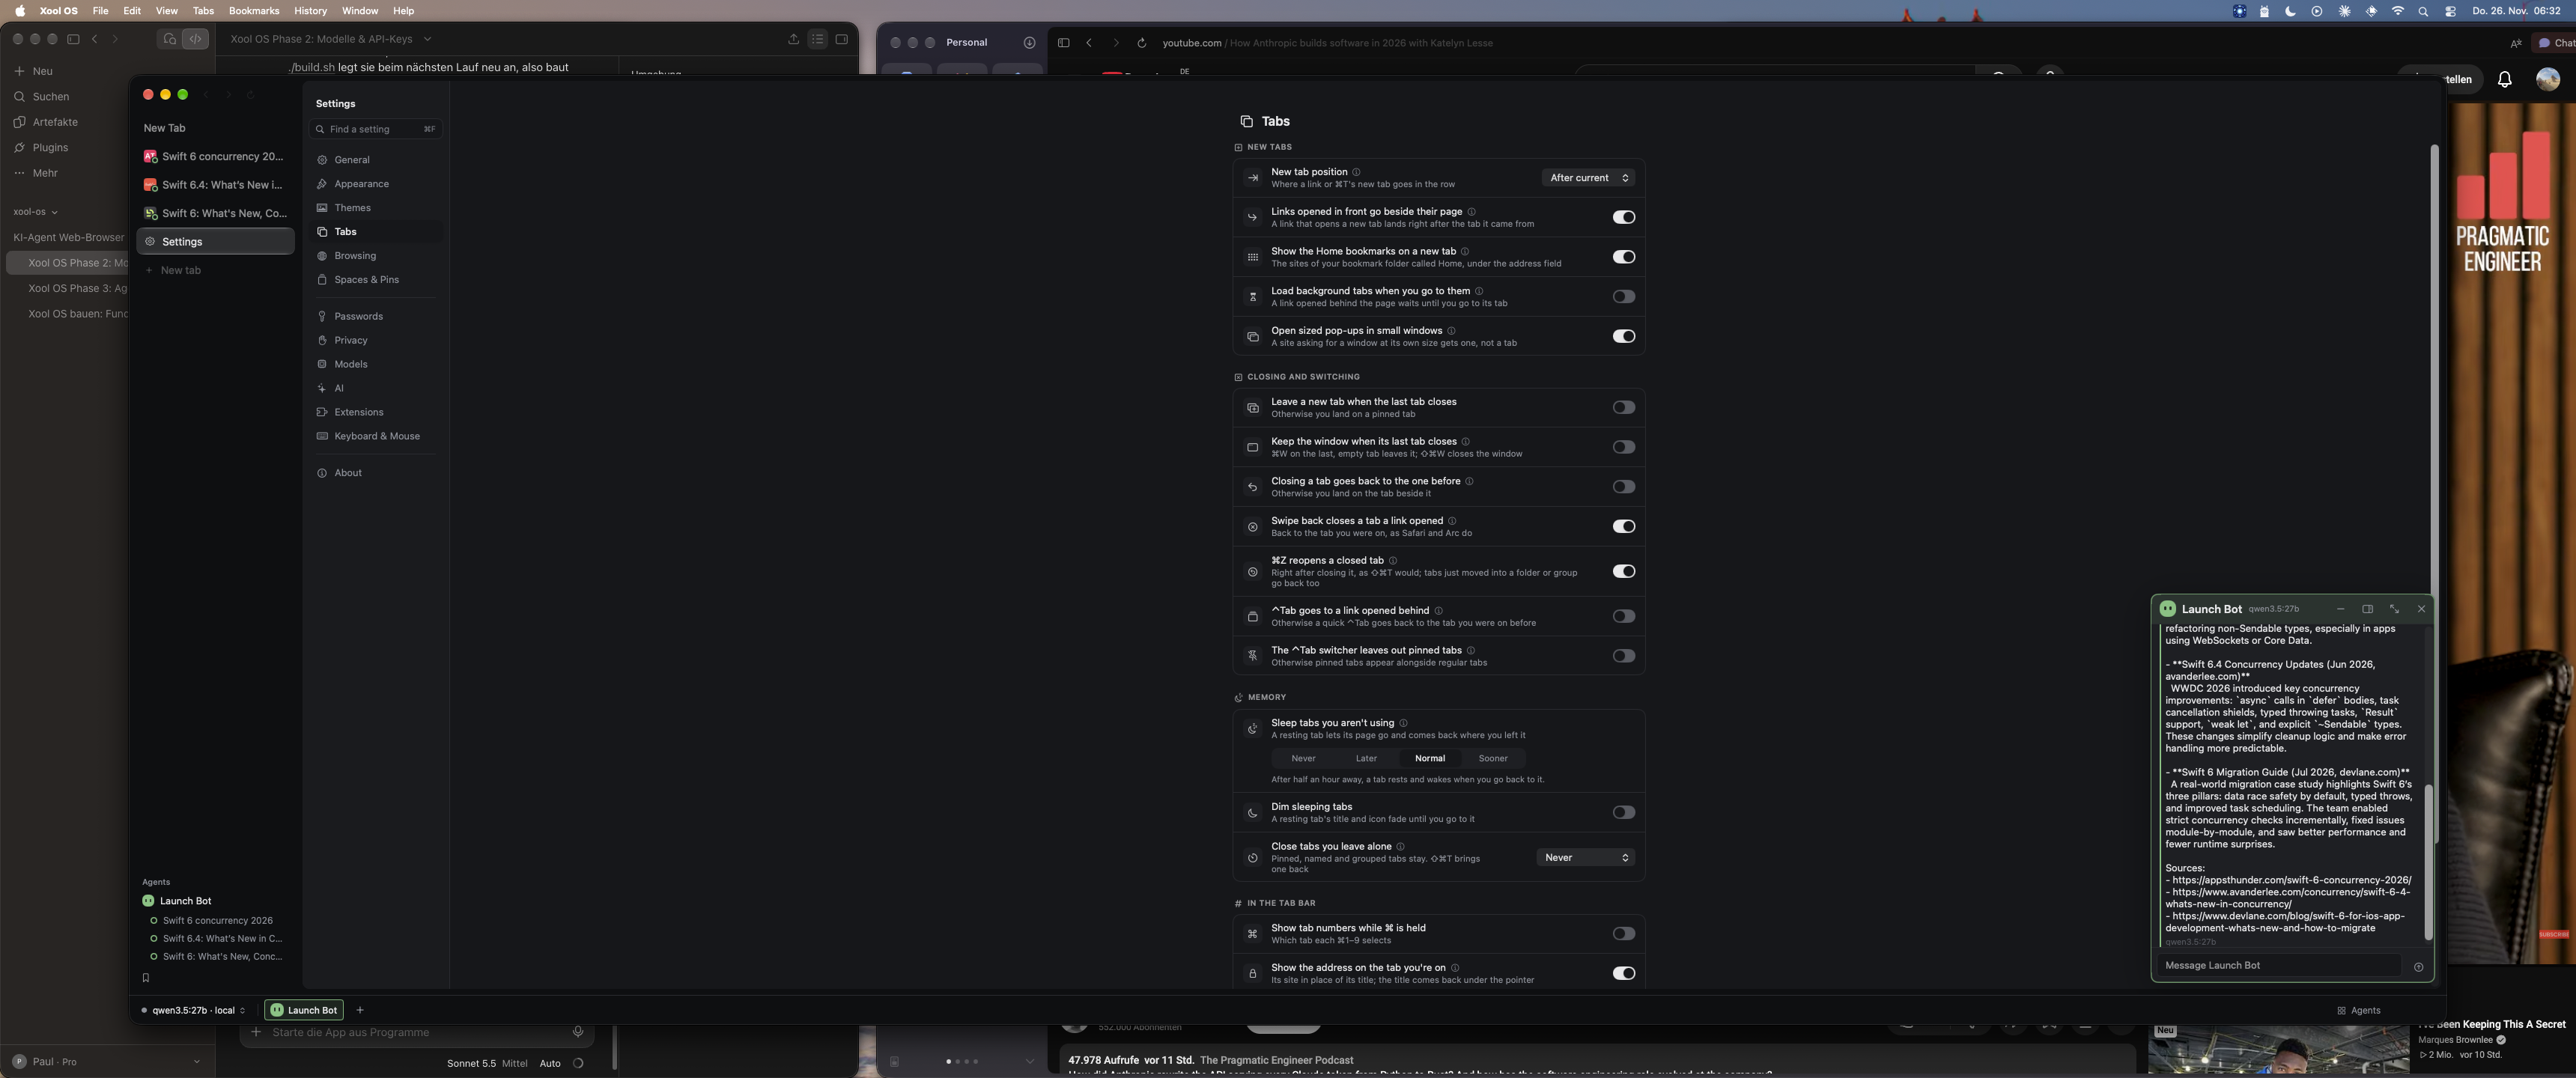 Xool OS File Edit View Tabs Bookmarks History Window Help
Do. 26. Nov. 06:32
Xool OS Phase 2: Modelle & API-Keys
Neu
Suchen
Artefakte
Plugins
Mehr
xool-os
KI-Agent Web-Browser
Xool OS Phase 2: Mo
Xool OS Phase 3: Ag
Xool OS bauen: Func
Paul · Pro
./build.sh legt sie beim nächsten Lauf neu an, also baut
Umgebung
Starte die App aus Programme
Sonnet 5.5 Mittel Auto
Personal
youtube.com / How Anthropic builds software in 2026 with Katelyn Lesse
Chat
DE
tellen
PRAGMATIC
ENGINEER
SUBSCRIBE
552.000 Abonnenten
47.978 Aufrufe vor 11 Std. The Pragmatic Engineer Podcast
Neu
I've Been Keeping This A Secret
Marques Brownlee
2 Mio. vor 10 Std.
New Tab
Swift 6 concurrency 20...
Swift 6.4: What's New i...
Swift 6: What's New, Co...
Settings
+ New tab
Agents
Launch Bot
Swift 6 concurrency 2026
Swift 6.4: What's New in C...
Swift 6: What's New, Conc...
qwen3.5:27b · local
Launch Bot
+
Agents
Settings
Find a setting ⌘F
General
Appearance
Themes
Tabs
Browsing
Spaces & Pins
Passwords
Privacy
Models
AI
Extensions
Keyboard & Mouse
About
Tabs
NEW TABS
New tab position
Where a link or ⌘T's new tab goes in the row
After current
Links opened in front go beside their page
A link that opens a new tab lands right after the tab it came from
Show the Home bookmarks on a new tab
The sites of your bookmark folder called Home, under the address field
Load background tabs when you go to them
A link opened behind the page waits until you go to its tab
Open sized pop-ups in small windows
A site asking for a window at its own size gets one, not a tab
CLOSING AND SWITCHING
Leave a new tab when the last tab closes
Otherwise you land on a pinned tab
Keep the window when its last tab closes
⌘W on the last, empty tab leaves it; ⇧⌘W closes the window
Closing a tab goes back to the one before
Otherwise you land on the tab beside it
Swipe back closes a tab a link opened
Back to the tab you were on, as Safari and Arc do
⌘Z reopens a closed tab
Right after closing it, as ⇧⌘T would; tabs just moved into a folder or group
go back too
^Tab goes to a link opened behind
Otherwise a quick ^Tab goes back to the tab you were on before
The ^Tab switcher leaves out pinned tabs
Otherwise pinned tabs appear alongside regular tabs
MEMORY
Sleep tabs you aren't using
A resting tab lets its page go and comes back where you left it
Never Later Normal Sooner
After half an hour away, a tab rests and wakes when you go back to it.
Dim sleeping tabs
A resting tab's title and icon fade until you go to it
Close tabs you leave alone
Pinned, named and grouped tabs stay. ⇧⌘T brings
one back
Never
IN THE TAB BAR
Show tab numbers while ⌘ is held
Which tab each ⌘1–9 selects
Show the address on the tab you're on
Its site in place of its title; the title comes back under the pointer
Launch Bot qwen3.5:27b
refactoring non-Sendable types, especially in apps
using WebSockets or Core Data.
- **Swift 6.4 Concurrency Updates (Jun 2026,
avanderlee.com)**
WWDC 2026 introduced key concurrency
improvements: `async` calls in `defer` bodies, task
cancellation shields, typed throwing tasks, `Result`
support, `weak let`, and explicit `~Sendable` types.
These changes simplify cleanup logic and make error
handling more predictable.
- **Swift 6 Migration Guide (Jul 2026, devlane.com)**
A real-world migration case study highlights Swift 6's
three pillars: data race safety by default, typed throws,
and improved task scheduling. The team enabled
strict concurrency checks incrementally, fixed issues
module-by-module, and saw better performance and
fewer runtime surprises.
Sources:
- https://appsthunder.com/swift-6-concurrency-2026/
- https://www.avanderlee.com/concurrency/swift-6-4-
whats-new-in-concurrency/
- https://www.devlane.com/blog/swift-6-for-ios-app-
development-whats-new-and-how-to-migrate
qwen3.5:27b
Message Launch Bot